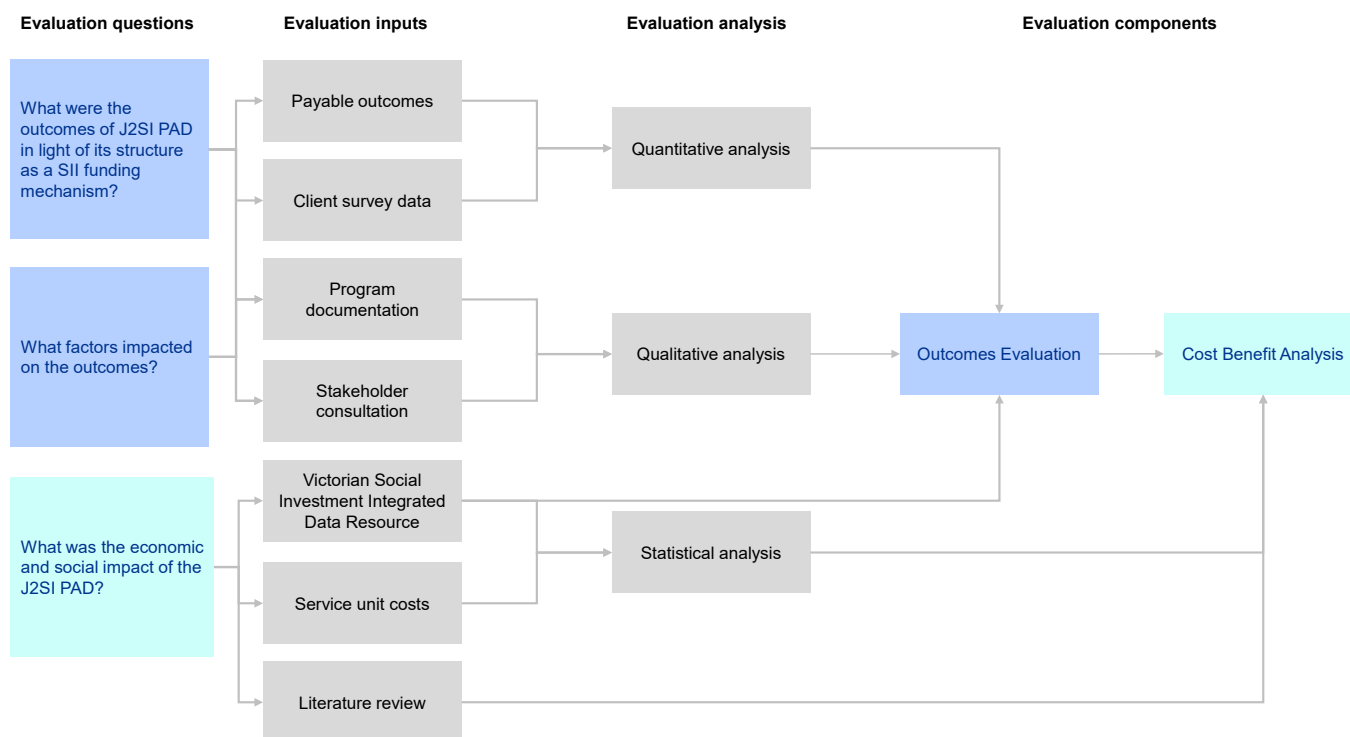 Evaluation questions
Evaluation inputs
Evaluation analysis
Evaluation components
What were the
outcomes of J2SI PAD
in light of its structure
as a SII funding
mechanism?
What factors impacted
on the outcomes?
What was the economic
and social impact of the
J2SI PAD?
Payable outcomes
Client survey data
Program
documentation
Stakeholder
consultation
Victorian Social
Investment Integrated
Data Resource
Service unit costs
Literature review
Quantitative analysis
Qualitative analysis
Statistical analysis
Outcomes Evaluation
Cost Benefit Analysis